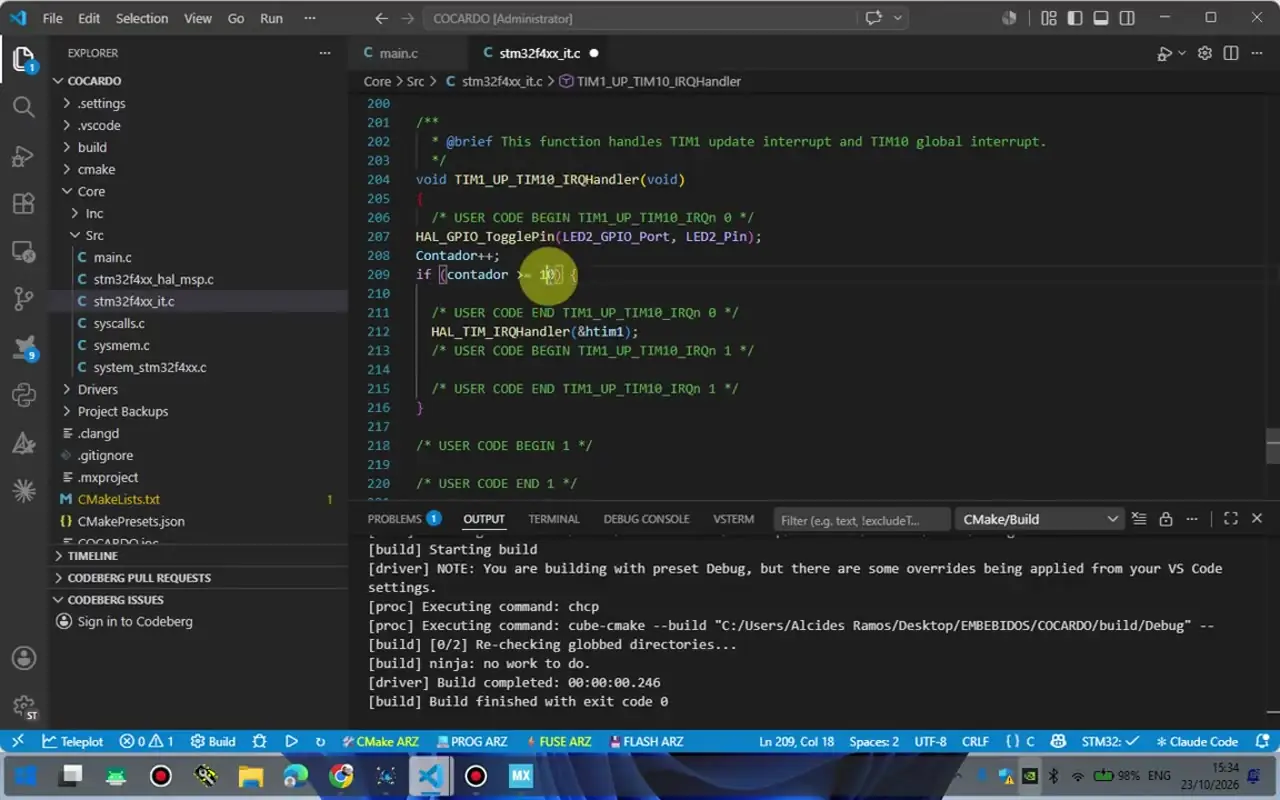 File Edit Selection View Go Run ··· COCARDO [Administrator]
EXPLORER ···
COCARDO
.settings
.vscode
build
cmake
Core
Inc
Src
C main.c
C stm32f4xx_hal_msp.c
C stm32f4xx_it.c
C syscalls.c
C sysmem.c
C system_stm32f4xx.c
Drivers
Project Backups
.clangd
.gitignore
.mxproject
M CMakeLists.txt 1
{} CMakePresets.json
COCARDO.ioc
TIMELINE
CODEBERG PULL REQUESTS
CODEBERG ISSUES
Sign in to Codeberg
1
9
ST
C main.c C stm32f4xx_it.c ●
Core > Src > C stm32f4xx_it.c > TIM1_UP_TIM10_IRQHandler
200
201 /**
202 * @brief This function handles TIM1 update interrupt and TIM10 global interrupt.
203 */
204 void TIM1_UP_TIM10_IRQHandler(void)
205 {
206 /* USER CODE BEGIN TIM1_UP_TIM10_IRQn 0 */
207 HAL_GPIO_TogglePin(LED2_GPIO_Port, LED2_Pin);
208 Contador++;
209 if (contador >= 10) {
210
211 /* USER CODE END TIM1_UP_TIM10_IRQn 0 */
212 HAL_TIM_IRQHandler(&htim1);
213 /* USER CODE BEGIN TIM1_UP_TIM10_IRQn 1 */
214
215 /* USER CODE END TIM1_UP_TIM10_IRQn 1 */
216 }
217
218 /* USER CODE BEGIN 1 */
219
220 /* USER CODE END 1 */
PROBLEMS 1 OUTPUT TERMINAL DEBUG CONSOLE VSTERM Filter (e.g. text, !excludeT... CMake/Build
[build] Starting build
[driver] NOTE: You are building with preset Debug, but there are some overrides being applied from your VS Code
settings.
[proc] Executing command: chcp
[proc] Executing command: cube-cmake --build "C:/Users/Alcides Ramos/Desktop/EMBEBIDOS/COCARDO/build/Debug" --
[build] [0/2] Re-checking globbed directories...
[build] ninja: no work to do.
[driver] Build completed: 00:00:00.246
[build] Build finished with exit code 0
Teleplot 0 1 Build CMake ARZ PROG ARZ FUSE ARZ FLASH ARZ Ln 209, Col 18 Spaces: 2 UTF-8 CRLF {} C STM32: ✓ Claude Code
MX 98% ENG 15:34
23/10/2026